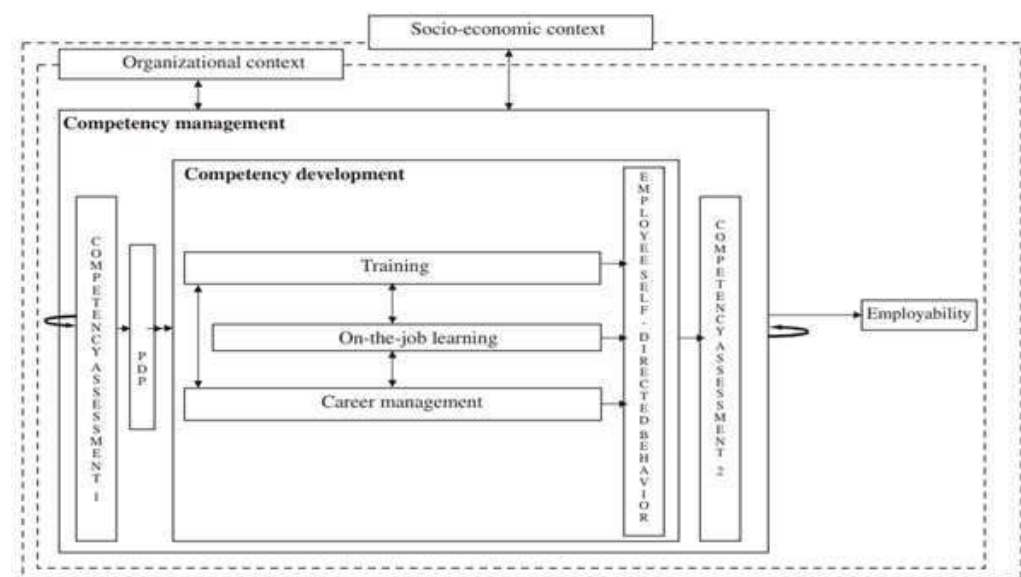 Socio-economic context
Organizational context
Competency management
Competency development
COMPETENCY ASSESSMENT 1
PDP
Training
On-the-job learning
Career management
EMPLOYEE SELF-DIRECTED BEHAVIOR
COMPETENCY ASSESSMENT 2
Employability